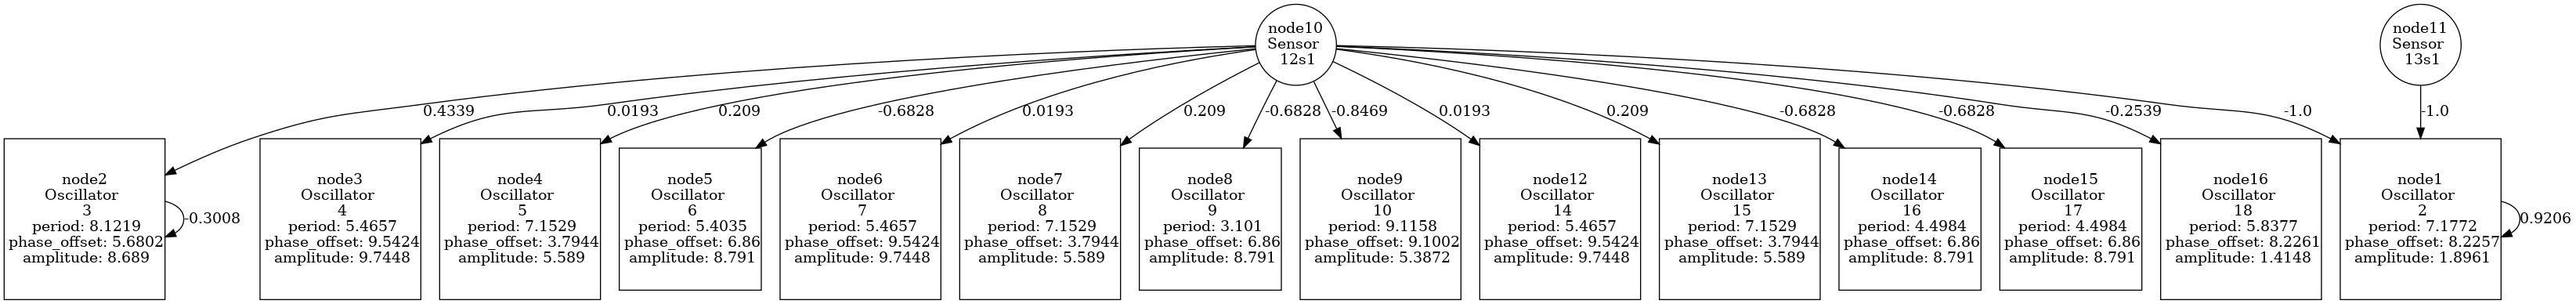 node10
Sensor
12s1
node11
Sensor
13s1
0.4339
0.0193
0.209
-0.6828
0.0193
0.209
-0.6828
-0.8469
0.0193
0.209
-0.6828
-0.6828
-0.2539
-1.0
-1.0
node2
Oscillator
3
period: 8.1219
phase_offset: 5.6802
amplitude: 8.689
-0.3008
node3
Oscillator
4
period: 5.4657
phase_offset: 9.5424
amplitude: 9.7448
node4
Oscillator
5
period: 7.1529
phase_offset: 3.7944
amplitude: 5.589
node5
Oscillator
6
period: 5.4035
phase_offset: 6.86
amplitude: 8.791
node6
Oscillator
7
period: 5.4657
phase_offset: 9.5424
amplitude: 9.7448
node7
Oscillator
8
period: 7.1529
phase_offset: 3.7944
amplitude: 5.589
node8
Oscillator
9
period: 3.101
phase_offset: 6.86
amplitude: 8.791
node9
Oscillator
10
period: 9.1158
phase_offset: 9.1002
amplitude: 5.3872
node12
Oscillator
14
period: 5.4657
phase_offset: 9.5424
amplitude: 9.7448
node13
Oscillator
15
period: 7.1529
phase_offset: 3.7944
amplitude: 5.589
node14
Oscillator
16
period: 4.4984
phase_offset: 6.86
amplitude: 8.791
node15
Oscillator
17
period: 4.4984
phase_offset: 6.86
amplitude: 8.791
node16
Oscillator
18
period: 5.8377
phase_offset: 8.2261
amplitude: 1.4148
node1
Oscillator
2
period: 7.1772
phase_offset: 8.2257
amplitude: 1.8961
0.9206